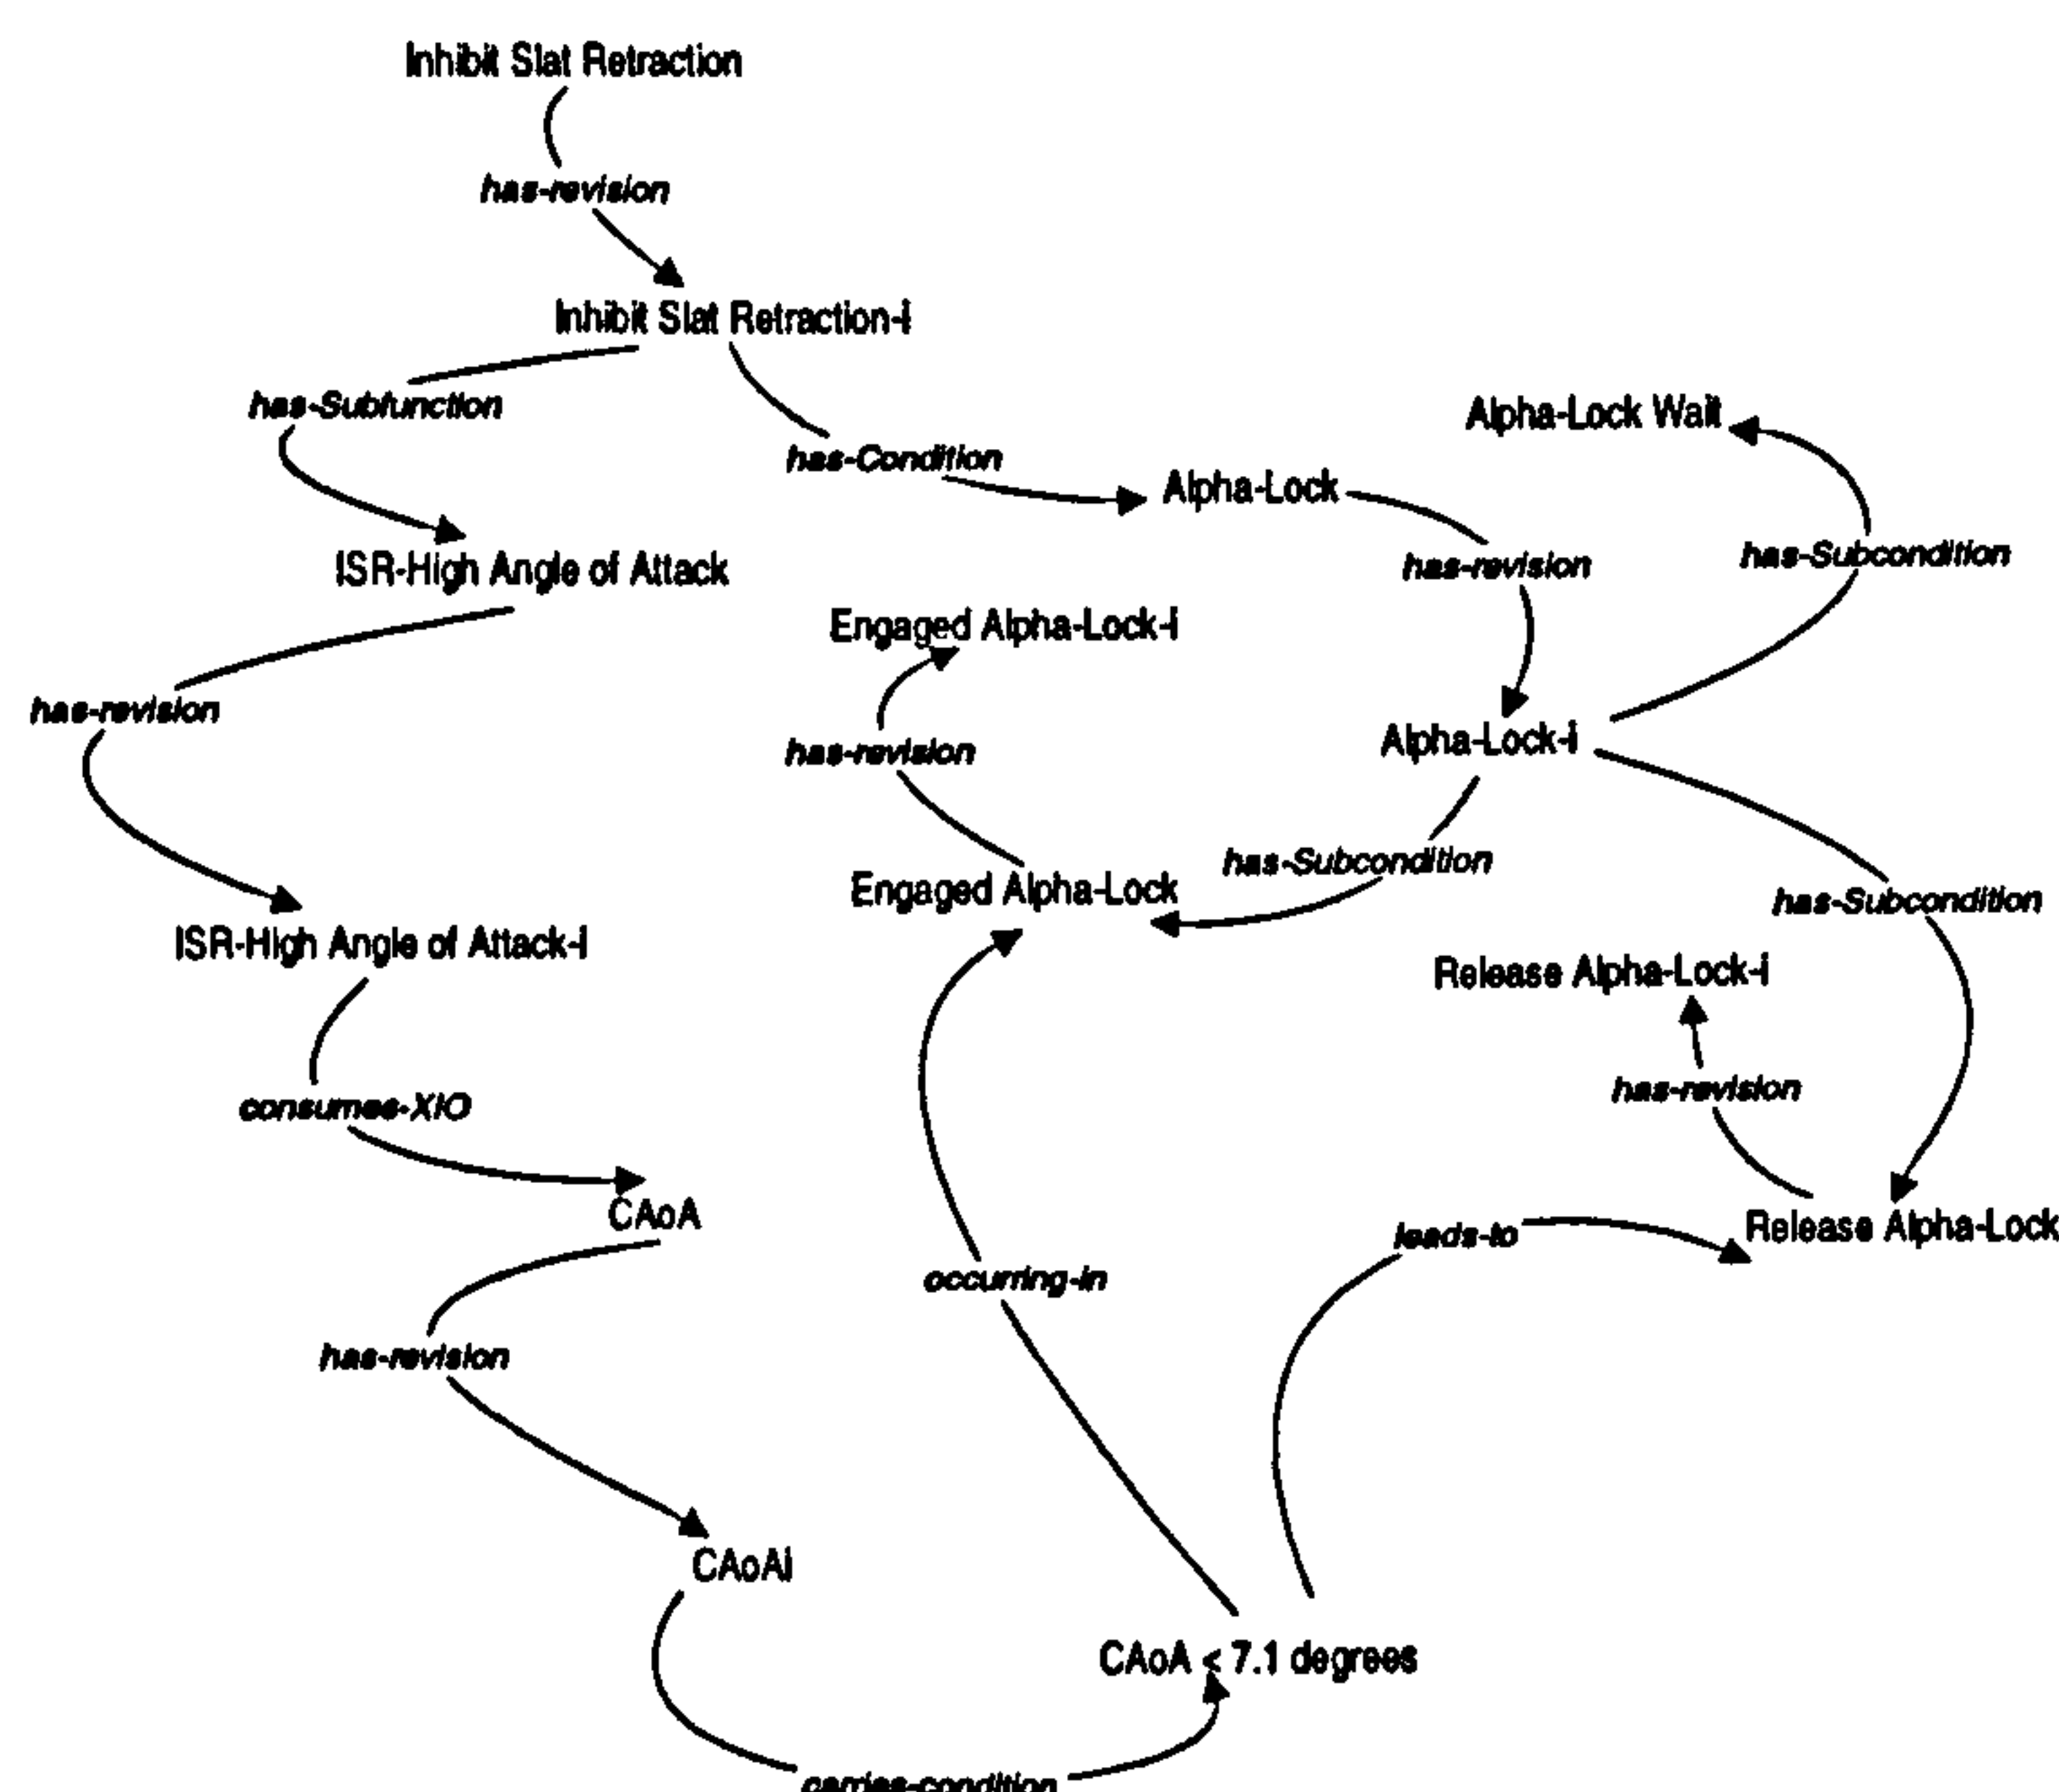 Inhibit Slat Retraction
has-revision
Inhibit Slat Retraction-i
has-Subfunction
Alpha-Lock Wait
has-Condition
Alpha-Lock
has-Subcondition
has-revision
ISR-High Angle of Attack
Engaged Alpha-Lock-i
has-revision
Alpha-Lock-i
has-revision
has-Subcondition
Engaged Alpha-Lock
has-Subcondition
ISR-High Angle of Attack-i
Release Alpha-Lock-i
has-revision
consumes-XIO
CAoA
Release Alpha-Lock
leads-to
occurring-in
has-revision
CAoAi
CAoA < 7.1 degrees
carries-condition